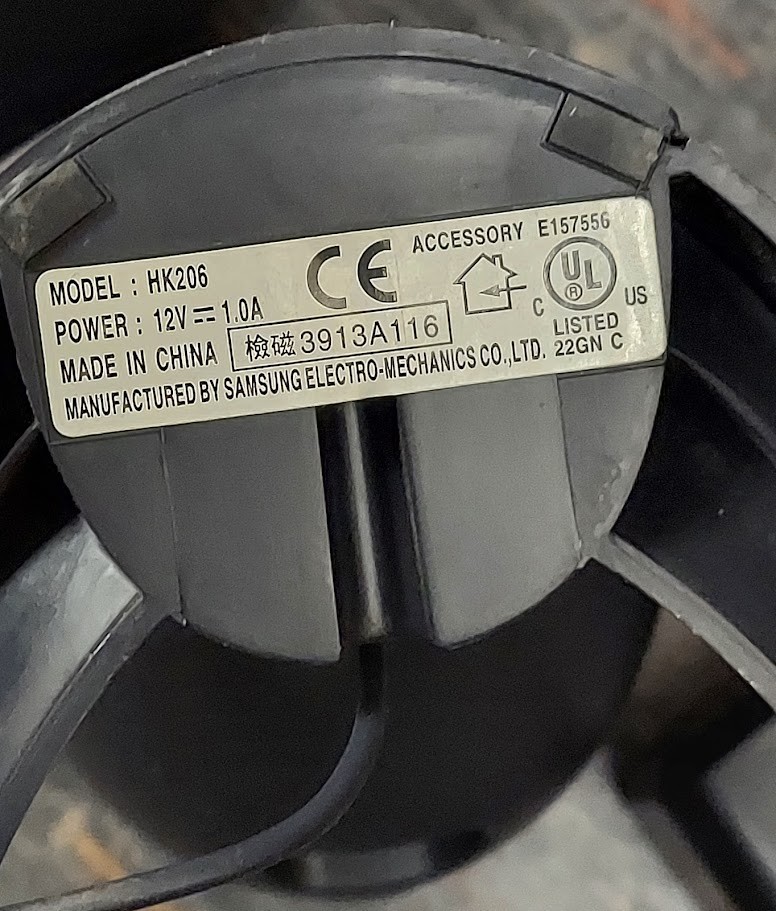 MODEL : HK206
POWER : 12V ⎓ 1.0A
MADE IN CHINA
檢磁 3913A116
MANUFACTURED BY SAMSUNG ELECTRO-MECHANICS CO.,LTD.
CE
ACCESSORY E157556
C UL ® US
LISTED
22GN C